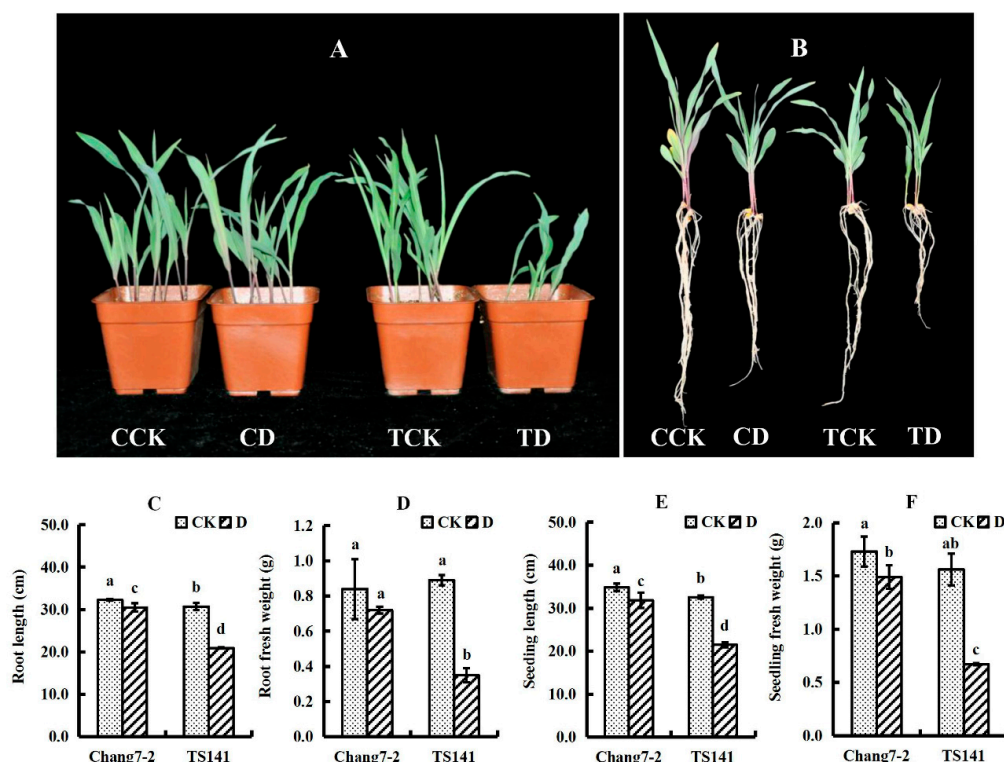 A
B
CCK
CD
TCK
TD
CCK
CD
TCK
TD
C
CK D
Root length (cm)
50.0
40.0
30.0
20.0
10.0
0.0
a
c
b
d
Chang7-2
TS141
D
CK D
Root fresh weight (g)
1.2
1.0
0.8
0.6
0.4
0.2
0.0
a
a
a
b
Chang7-2
TS141
E
CK D
Seeding length (cm)
50.0
40.0
30.0
20.0
10.0
0.0
a
c
b
d
Chang7-2
TS141
F
CK D
Seedling fresh weight (g)
2.0
1.5
1.0
0.5
0.0
a
b
ab
c
Chang7-2
TS141